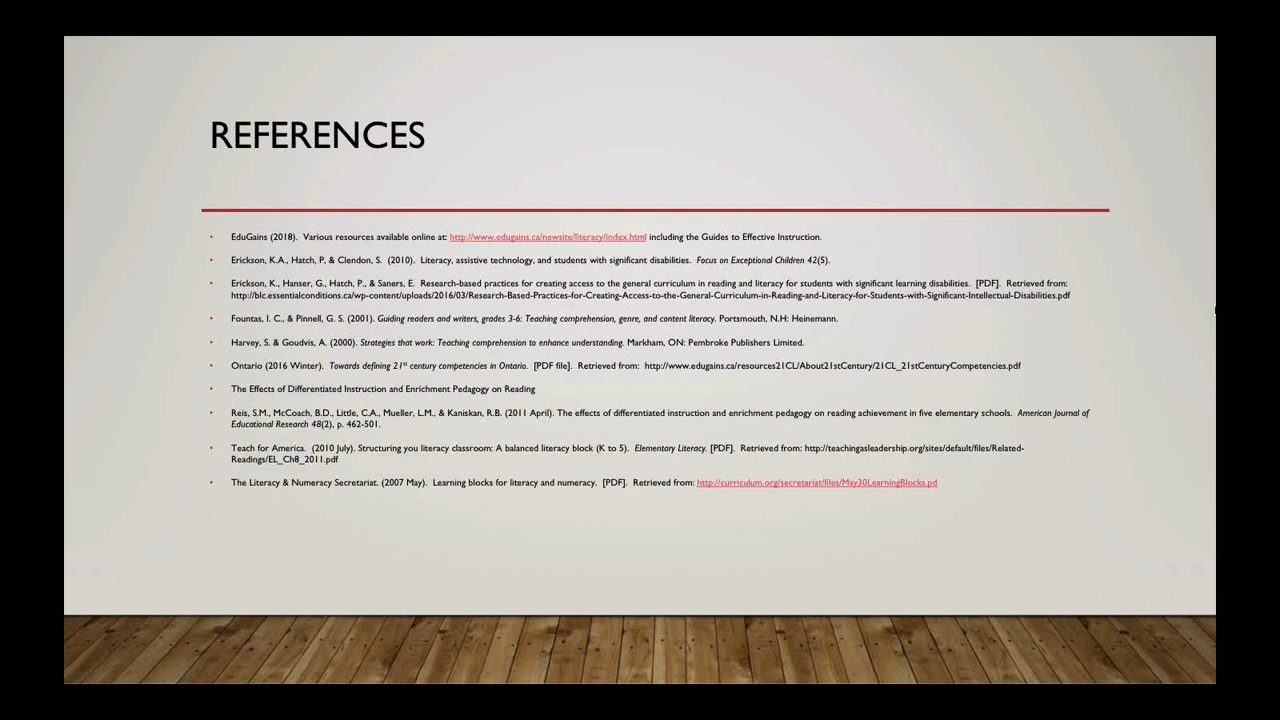 REFERENCES
• EduGains (2018). Various resources available online at: http://www.edugains.ca/newsite/literacy/index.html including the Guides to Effective Instruction.
• Erickson, K.A., Hatch, P, & Clendon, S. (2010). Literacy, assistive technology, and students with significant disabilities. Focus on Exceptional Children 42(5).
• Erickson, K., Hanser, G., Hatch, P., & Saners, E. Research-based practices for creating access to the general curriculum in reading and literacy for students with significant learning disabilities. [PDF]. Retrieved from:
http://blc.essentialconditions.ca/wp-content/uploads/2016/03/Research-Based-Practices-for-Creating-Access-to-the-General-Curriculum-in-Reading-and-Literacy-for-Students-with-Significant-Intellectual-Disabilities.pdf
• Fountas, I. C., & Pinnell, G. S. (2001). Guiding readers and writers, grades 3-6: Teaching comprehension, genre, and content literacy. Portsmouth, N.H: Heinemann.
• Harvey, S. & Goudvis, A. (2000). Strategies that work: Teaching comprehension to enhance understanding. Markham, ON: Pembroke Publishers Limited.
• Ontario (2016 Winter). Towards defining 21st century competencies in Ontario. [PDF file]. Retrieved from: http://www.edugains.ca/resources21CL/About21stCentury/21CL_21stCenturyCompetencies.pdf
• The Effects of Differentiated Instruction and Enrichment Pedagogy on Reading
• Reis, S.M., McCoach, B.D., Little, C.A., Mueller, L.M., & Kaniskan, R.B. (2011 April). The effects of differentiated instruction and enrichment pedagogy on reading achievement in five elementary schools. American Journal of
Educational Research 48(2), p. 462-501.
• Teach for America. (2010 July). Structuring you literacy classroom: A balanced literacy block (K to 5). Elementary Literacy. [PDF]. Retrieved from: http://teachingasleadership.org/sites/default/files/Related-
Readings/EL_Ch8_2011.pdf
• The Literacy & Numeracy Secretariat. (2007 May). Learning blocks for literacy and numeracy. [PDF]. Retrieved from: http://curriculum.org/secretariat/files/May30LearningBlocks.pd